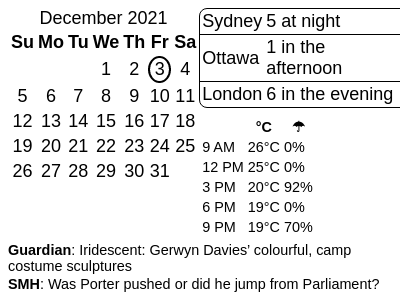 December 2021
Su Mo Tu We Th Fr Sa
1 2 3 4
5 6 7 8 9 10 11
12 13 14 15 16 17 18
19 20 21 22 23 24 25
26 27 28 29 30 31
Sydney 5 at night
Ottawa 1 in the
afternoon
London 6 in the evening
°C ☂
9 AM 26°C 0%
12 PM 25°C 0%
3 PM 20°C 92%
6 PM 19°C 0%
9 PM 19°C 70%
Guardian: Iridescent: Gerwyn Davies’ colourful, camp
costume sculptures
SMH: Was Porter pushed or did he jump from Parliament?